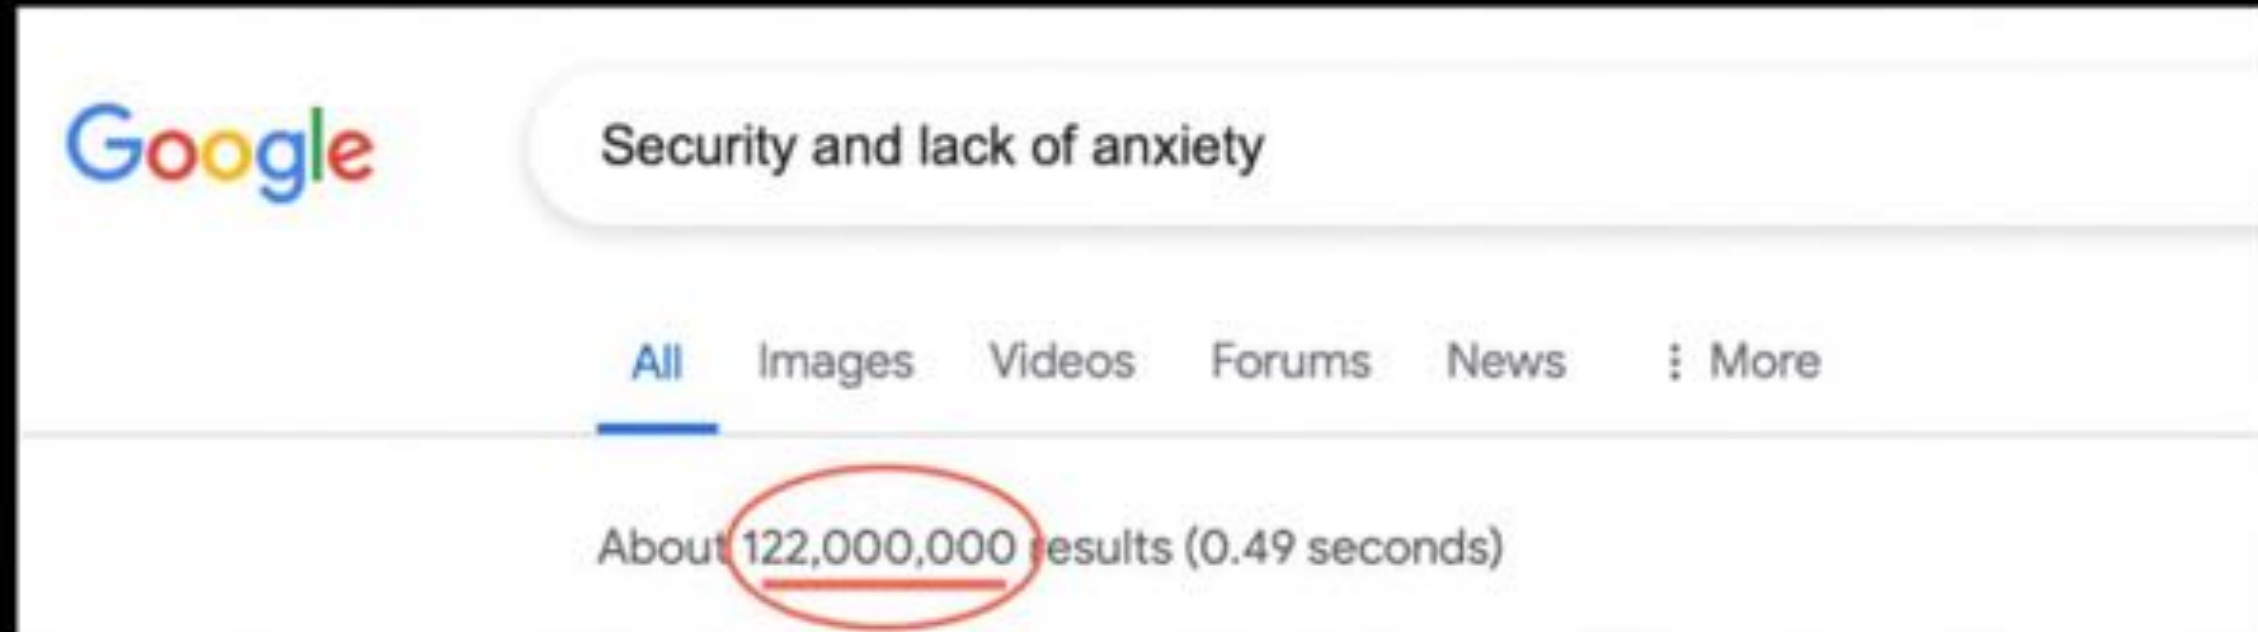 Google Security and lack of anxiety
All Images Videos Forums News ⋮ More
About 122,000,000 results (0.49 seconds)